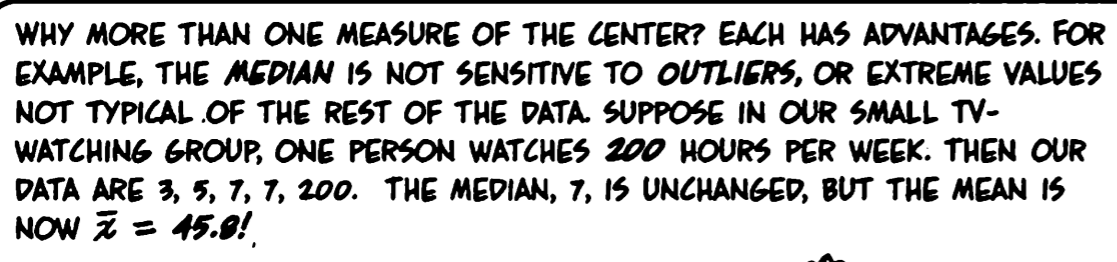 WHY MORE THAN ONE MEASURE OF THE CENTER? EACH HAS ADVANTAGES. FOR
EXAMPLE, THE MEDIAN IS NOT SENSITIVE TO OUTLIERS, OR EXTREME VALUES
NOT TYPICAL OF THE REST OF THE DATA. SUPPOSE IN OUR SMALL TV-
WATCHING GROUP, ONE PERSON WATCHES 200 HOURS PER WEEK. THEN OUR
DATA ARE 3, 5, 7, 7, 200. THE MEDIAN, 7, IS UNCHANGED, BUT THE MEAN IS
NOW x̄ = 45.8!